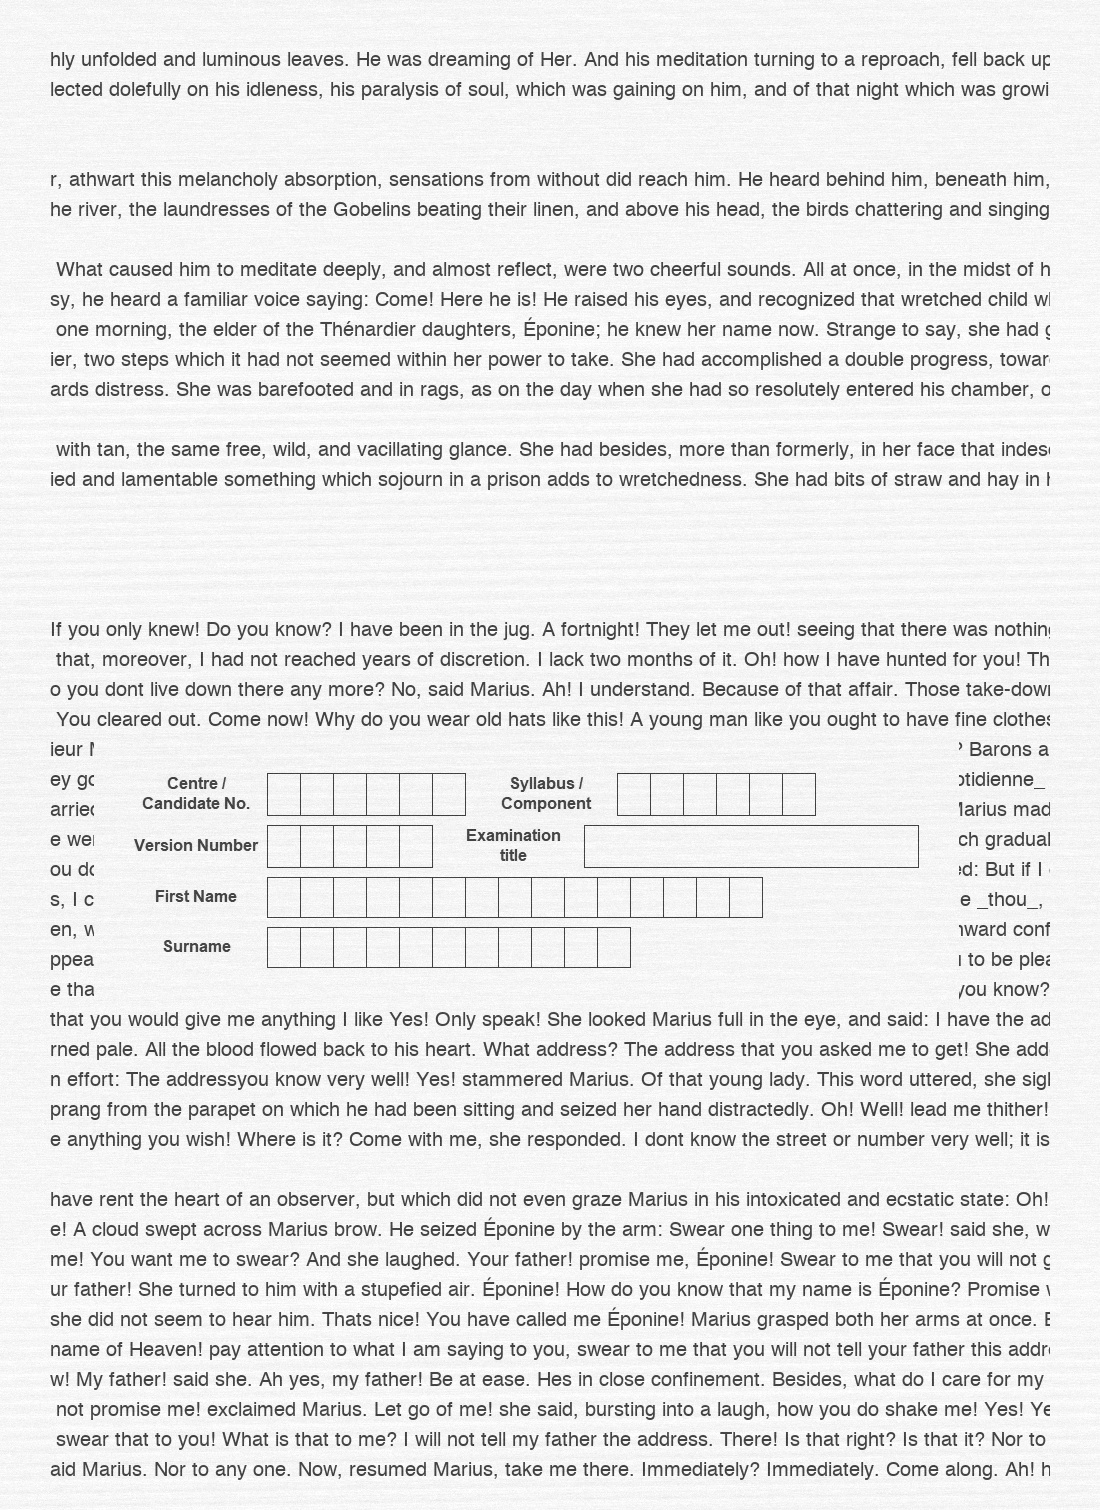 hly unfolded and luminous leaves. He was dreaming of Her. And his meditation turning to a reproach, fell back up
lected dolefully on his idleness, his paralysis of soul, which was gaining on him, and of that night which was growi
r, athwart this melancholy absorption, sensations from without did reach him. He heard behind him, beneath him,
he river, the laundresses of the Gobelins beating their linen, and above his head, the birds chattering and singing
What caused him to meditate deeply, and almost reflect, were two cheerful sounds. All at once, in the midst of h
sy, he heard a familiar voice saying: Come! Here he is! He raised his eyes, and recognized that wretched child
one morning, the elder of the Thénardier daughters, Éponine; he knew her name now. Strange to say, she had
ier, two steps which it had not seemed within her power to take. She had accomplished a double progress, towar
ards distress. She was barefooted and in rags, as on the day when she had so resolutely entered his chamber, o
with tan, the same free, wild, and vacillating glance. She had besides, more than formerly, in her face that indes
ied and lamentable something which sojourn in a prison adds to wretchedness. She had bits of straw and hay in
If you only knew! Do you know? I have been in the jug. A fortnight! They let me out! seeing that there was nothing
that, moreover, I had not reached years of discretion. I lack two months of it. Oh! how I have hunted for you! Th
o you dont live down there any more? No, said Marius. Ah! I understand. Because of that affair. Those take-down
You cleared out. Come now! Why do you wear old hats like this! A young man like you ought to have fine clothes
ieur ? Barons a
ey go otidienne_
arried Marius mad
e wer ch gradual
ou do ed: But if I
s, I c e _thou_,
en, w nward conf
ppea to be plea
e tha you know?
Centre / Candidate No.
Syllabus / Component
Version Number
Examination title
First Name
Surname
that you would give me anything I like Yes! Only speak! She looked Marius full in the eye, and said: I have the ad
rned pale. All the blood flowed back to his heart. What address? The address that you asked me to get! She add
n effort: The addressyou know very well! Yes! stammered Marius. Of that young lady. This word uttered, she sigh
prang from the parapet on which he had been sitting and seized her hand distractedly. Oh! Well! lead me thither!
e anything you wish! Where is it? Come with me, she responded. I dont know the street or number very well; it is
have rent the heart of an observer, but which did not even graze Marius in his intoxicated and ecstatic state: Oh!
e! A cloud swept across Marius brow. He seized Éponine by the arm: Swear one thing to me! Swear! said she, w
me! You want me to swear? And she laughed. Your father! promise me, Éponine! Swear to me that you will not g
ur father! She turned to him with a stupefied air. Éponine! How do you know that my name is Éponine? Promise
she did not seem to hear him. Thats nice! You have called me Éponine! Marius grasped both her arms at once.
name of Heaven! pay attention to what I am saying to you, swear to me that you will not tell your father this addr
w! My father! said she. Ah yes, my father! Be at ease. Hes in close confinement. Besides, what do I care for my
not promise me! exclaimed Marius. Let go of me! she said, bursting into a laugh, how you do shake me! Yes! Ye
swear that to you! What is that to me? I will not tell my father the address. There! Is that right? Is that it? Nor to
aid Marius. Nor to any one. Now, resumed Marius, take me there. Immediately? Immediately. Come along. Ah! h